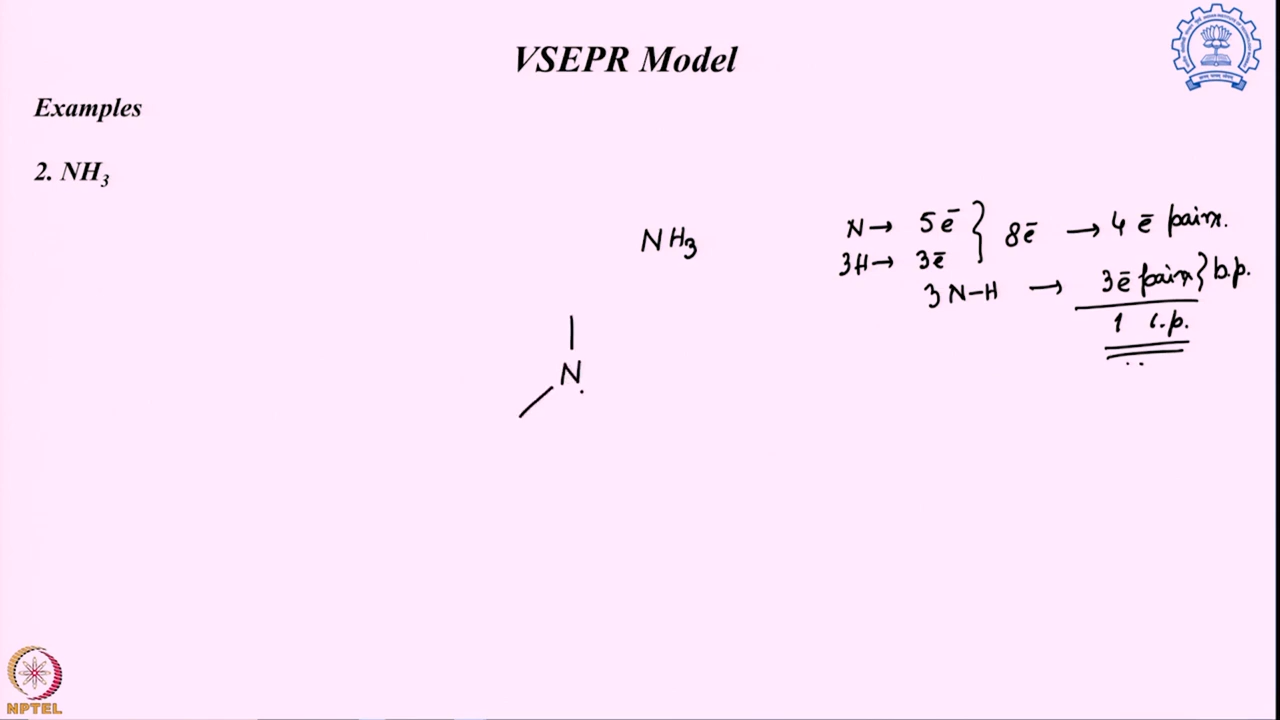 VSEPR Model
Examples
2. NH₃
NH₃
N → 5ē } 8ē → 4 ē pairs.
3H → 3ē
3 N-H → 3ē pairs } b.p.
1 l.p.
N
NPTEL